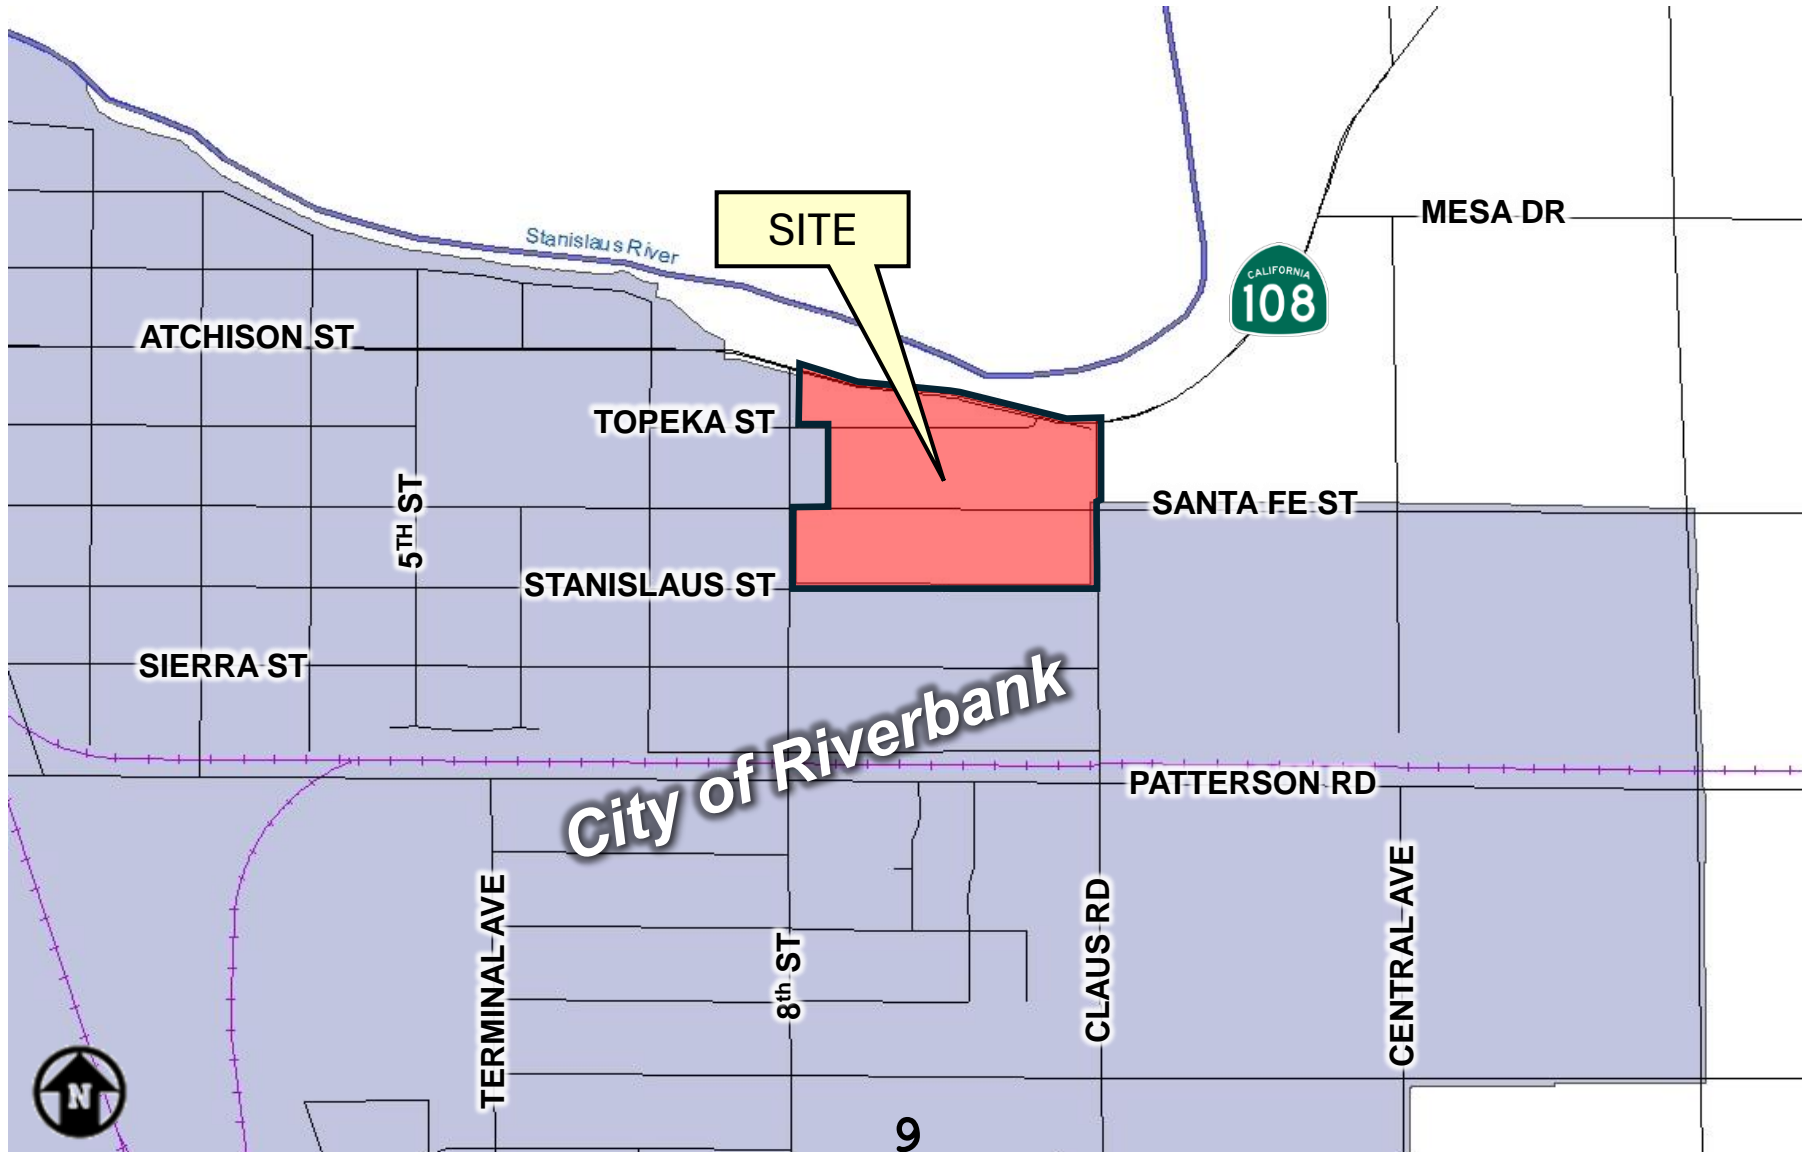 Stanislaus River
SITE
MESA DR
CALIFORNIA
108
ATCHISON ST
TOPEKA ST
SANTA FE ST
5TH ST
STANISLAUS ST
SIERRA ST
City of Riverbank
PATTERSON RD
TERMINAL AVE
8th ST
CLAUS RD
CENTRAL AVE
N
9